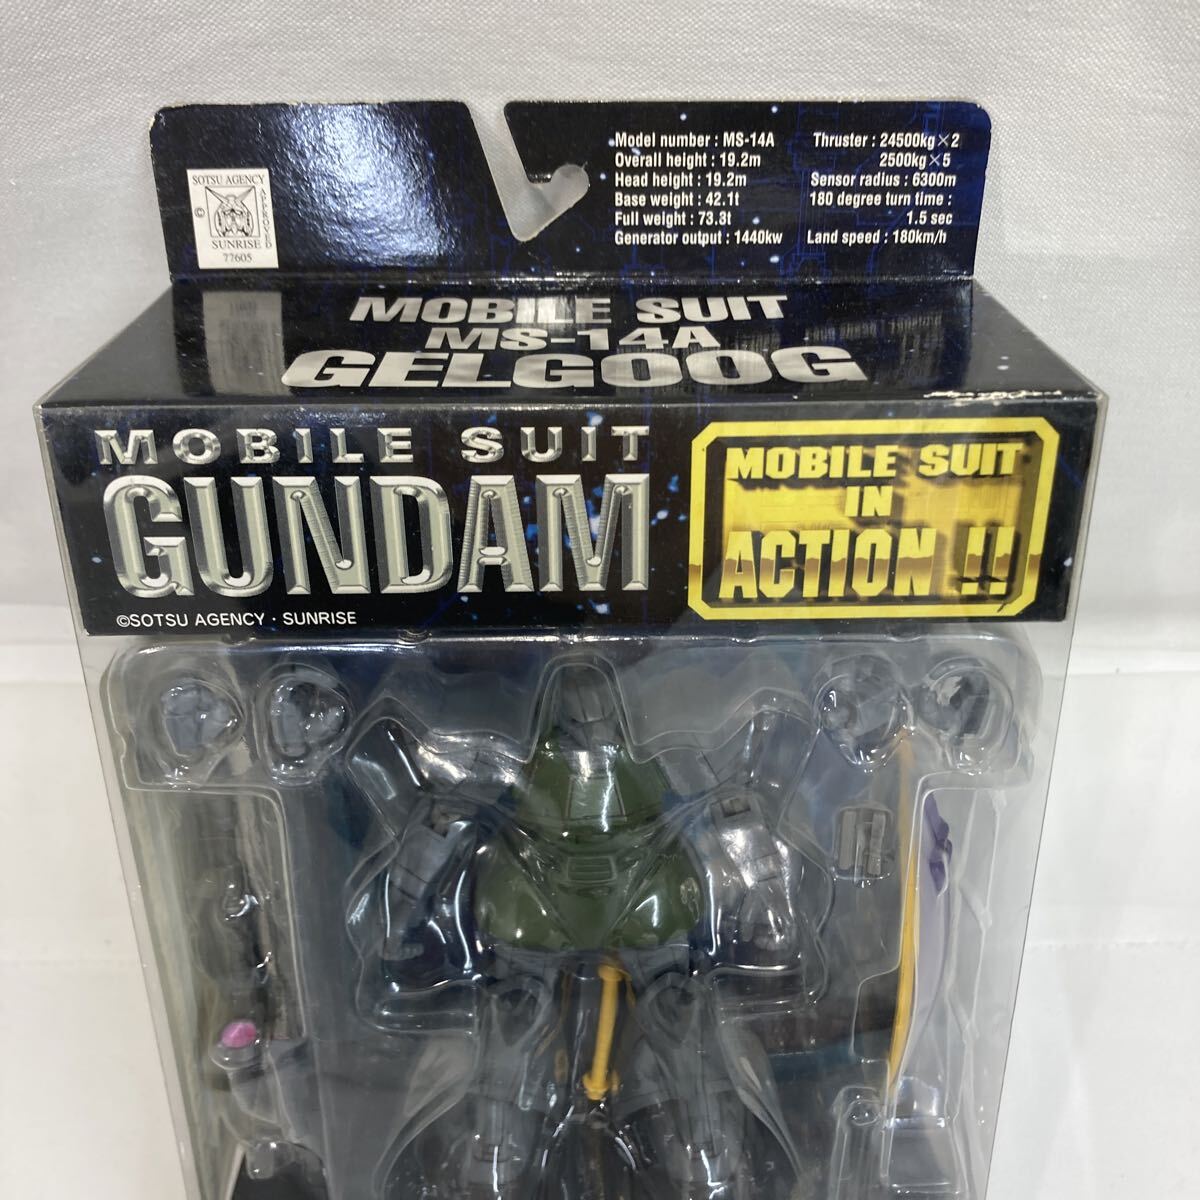 SOTSU AGENCY
©
APPROVED
SUNRISE
77605
Model number : MS-14A
Overall height : 19.2m
Head height : 19.2m
Base weight : 42.1t
Full weight : 73.3t
Generator output : 1440kw
Thruster : 24500kg×2
2500kg×5
Sensor radius : 6300m
180 degree turn time :
1.5 sec
Land speed : 180km/h
MOBILE SUIT
MS-14A
GELGOOG
MOBILE SUIT
GUNDAM
©SOTSU AGENCY · SUNRISE
MOBILE SUIT
IN
ACTION !!